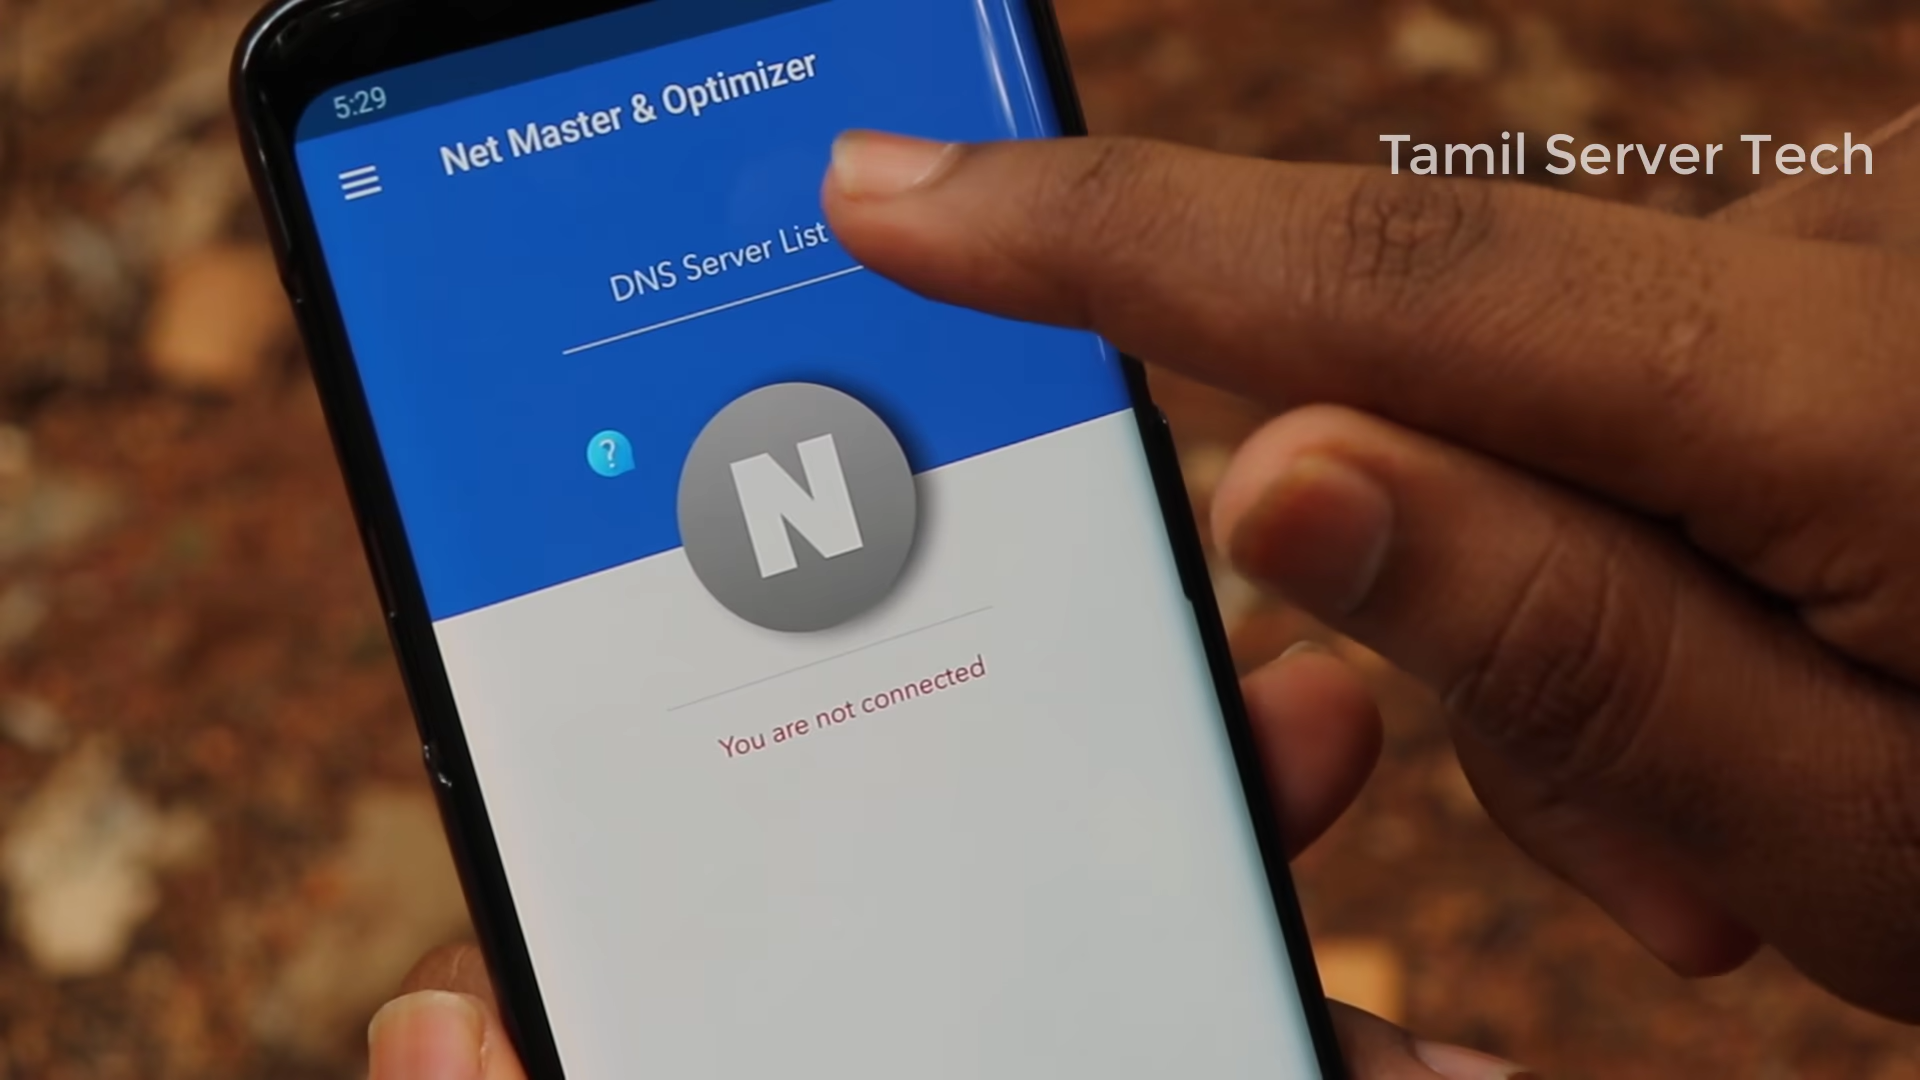 5:29
Net Master & Optimizer
Tamil Server Tech
DNS Server List
?
N
You are not connected